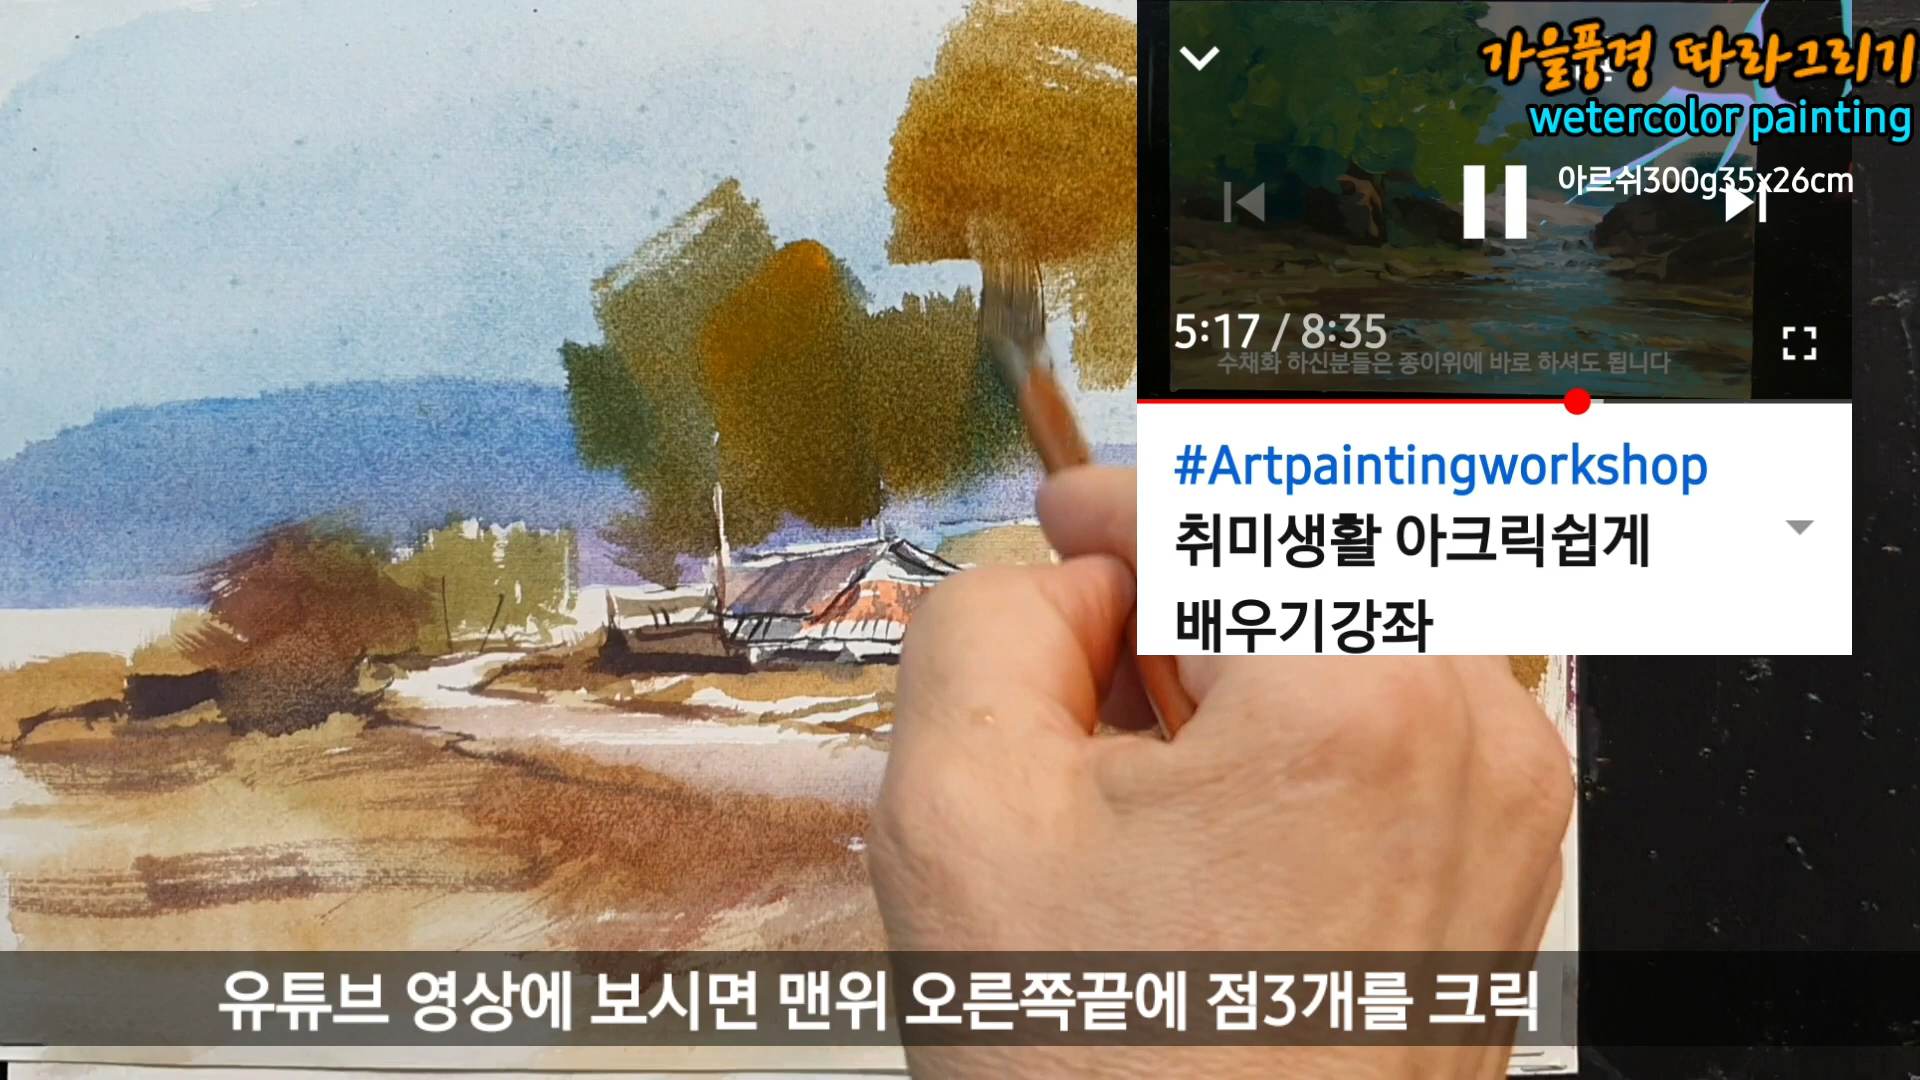 가을풍경 따라그리기
wetercolor painting
아르쉬300g35x26cm
5:17 / 8:35
수채화 하신분들은 종이위에 바로 하셔도 됩니다
#Artpaintingworkshop
취미생활 아크릭쉽게
배우기강좌
유튜브 영상에 보시면 맨위 오른쪽끝에 점3개를 크릭